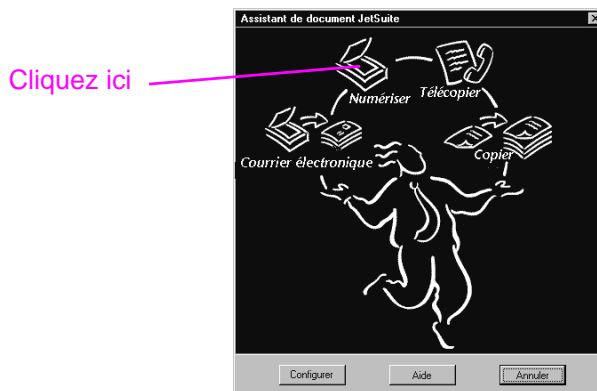 Assistant de document JetSuite
Cliquez ici
Numériser
Télécopier
Courrier électronique
Copier
Configurer
Aide
Annuler